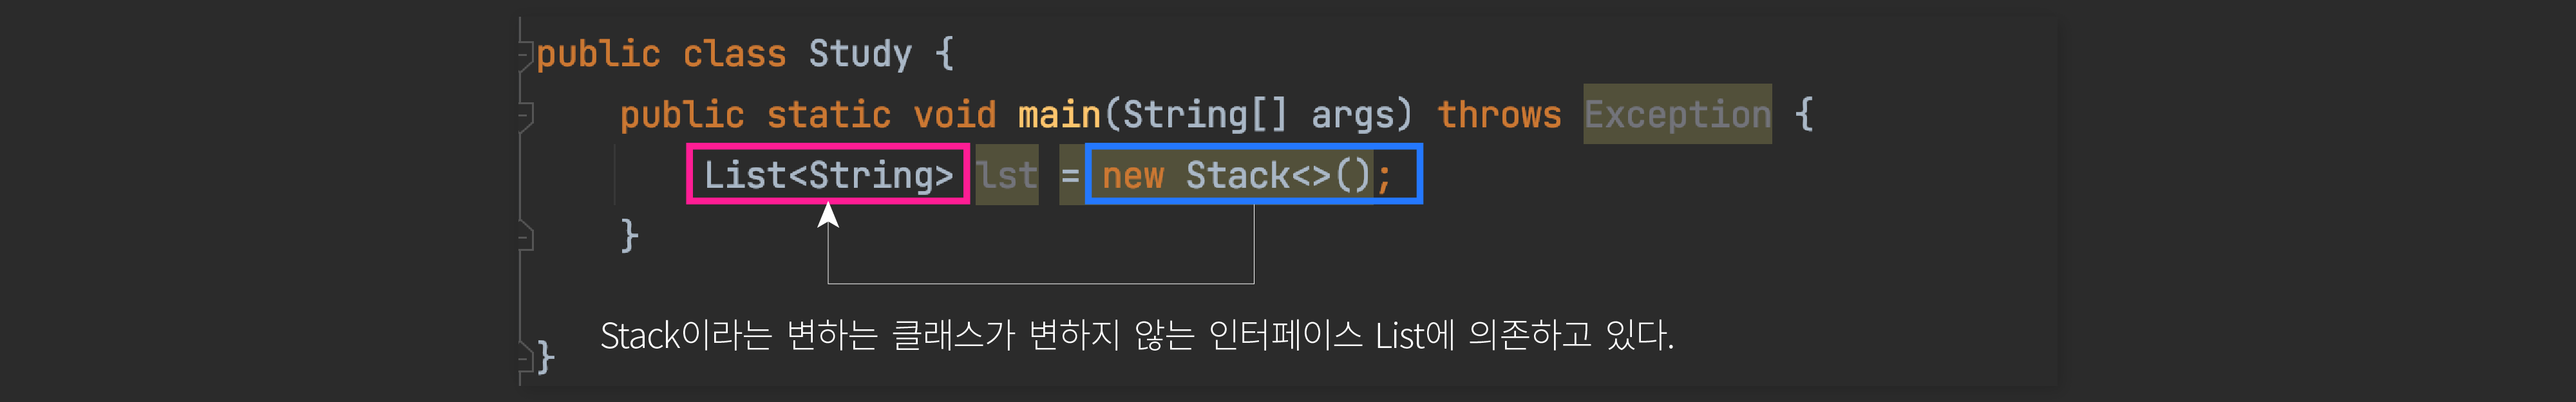 public class Study {
public static void main(String[] args) throws Exception {
List<String> lst = new Stack<>();
}
Stack이라는 변하는 클래스가 변하지 않는 인터페이스 List에 의존하고 있다.
}